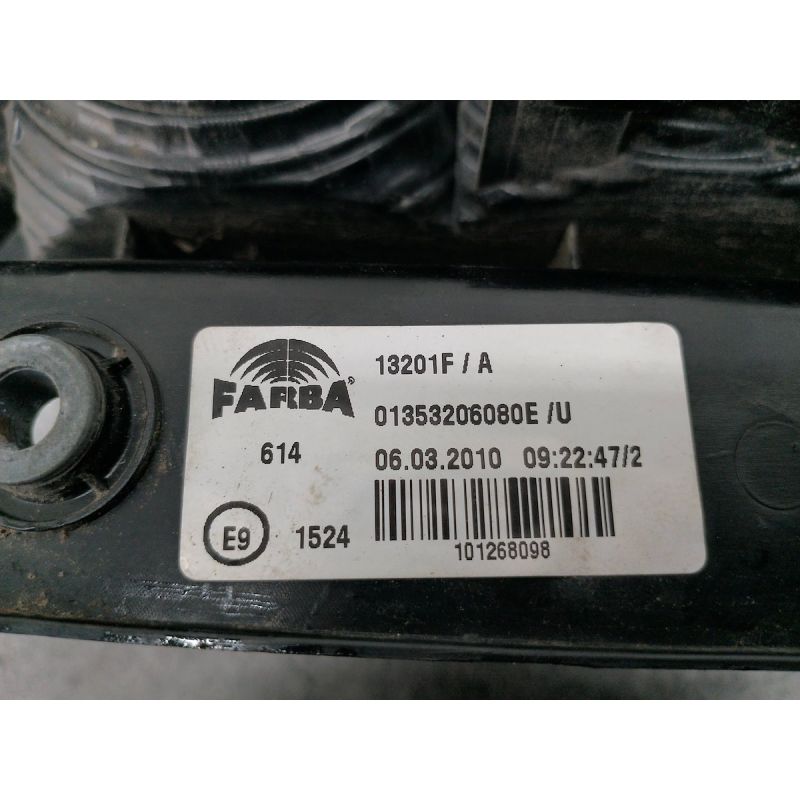 13201F / A
FARBA®
01353206080E /U
614
06.03.2010 09:22:47/2
E9
1524
101268098